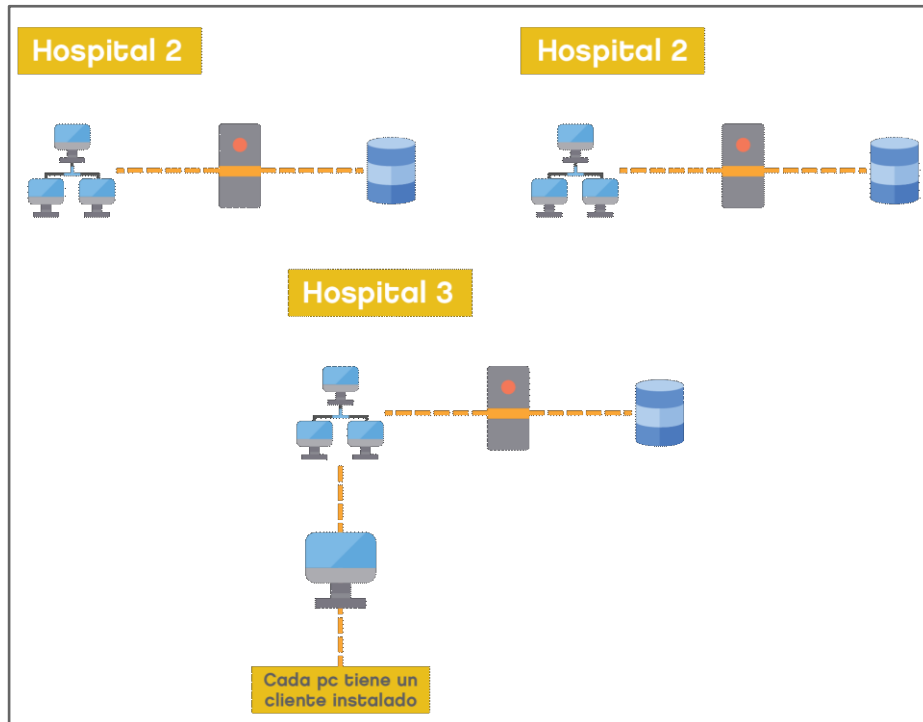 Hospital 2
Hospital 2
Hospital 3
Cada pc tiene un
cliente instalado